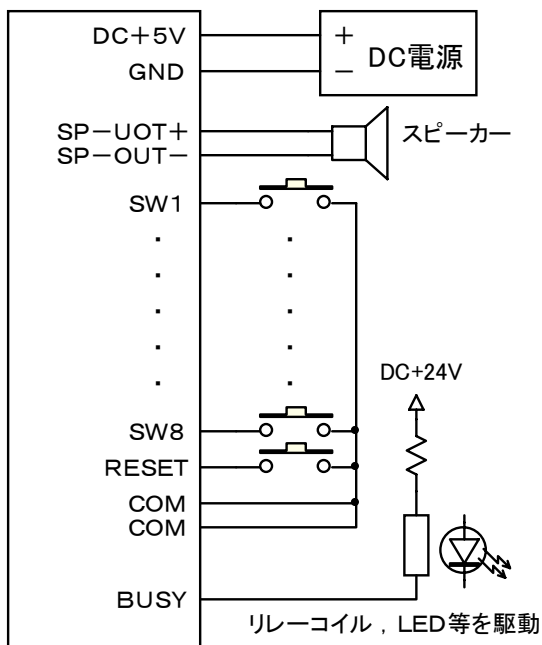 DC+5V
GND
+
−
DC電源
SP−UOT+
SP−OUT−
スピーカー
SW1
DC+24V
SW8
RESET
COM
COM
BUSY
リレーコイル , LED等を駆動